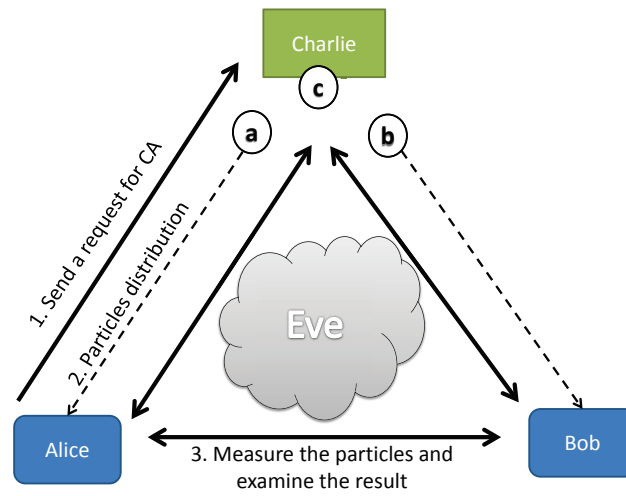 Charlie
c
a
b
1. Send a request for CA
2. Particles distribution
Eve
Alice
Bob
3. Measure the particles and
examine the result